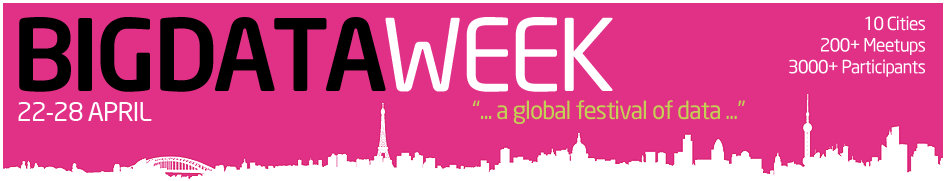 BIGDATAWEEK
22-28 APRIL
10 Cities
200+ Meetups
3000+ Participants
"... a global festival of data ..."